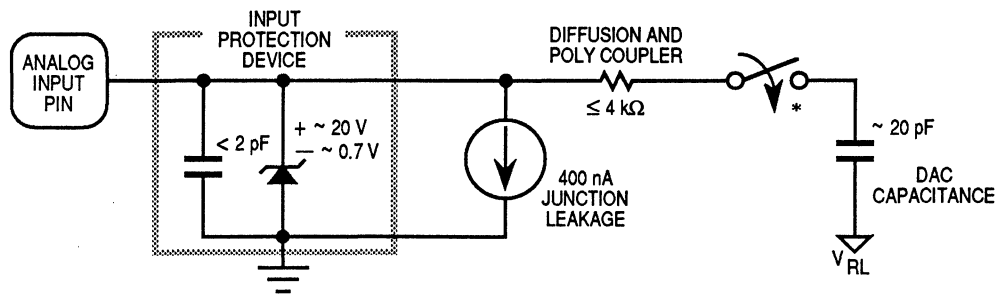 INPUT
PROTECTION
DEVICE
ANALOG
INPUT
PIN
< 2 pF
+ ~ 20 V
— ~ 0.7 V
400 nA
JUNCTION
LEAKAGE
DIFFUSION AND
POLY COUPLER
≤ 4 kΩ
*
~ 20 pF
DAC
CAPACITANCE
VRL